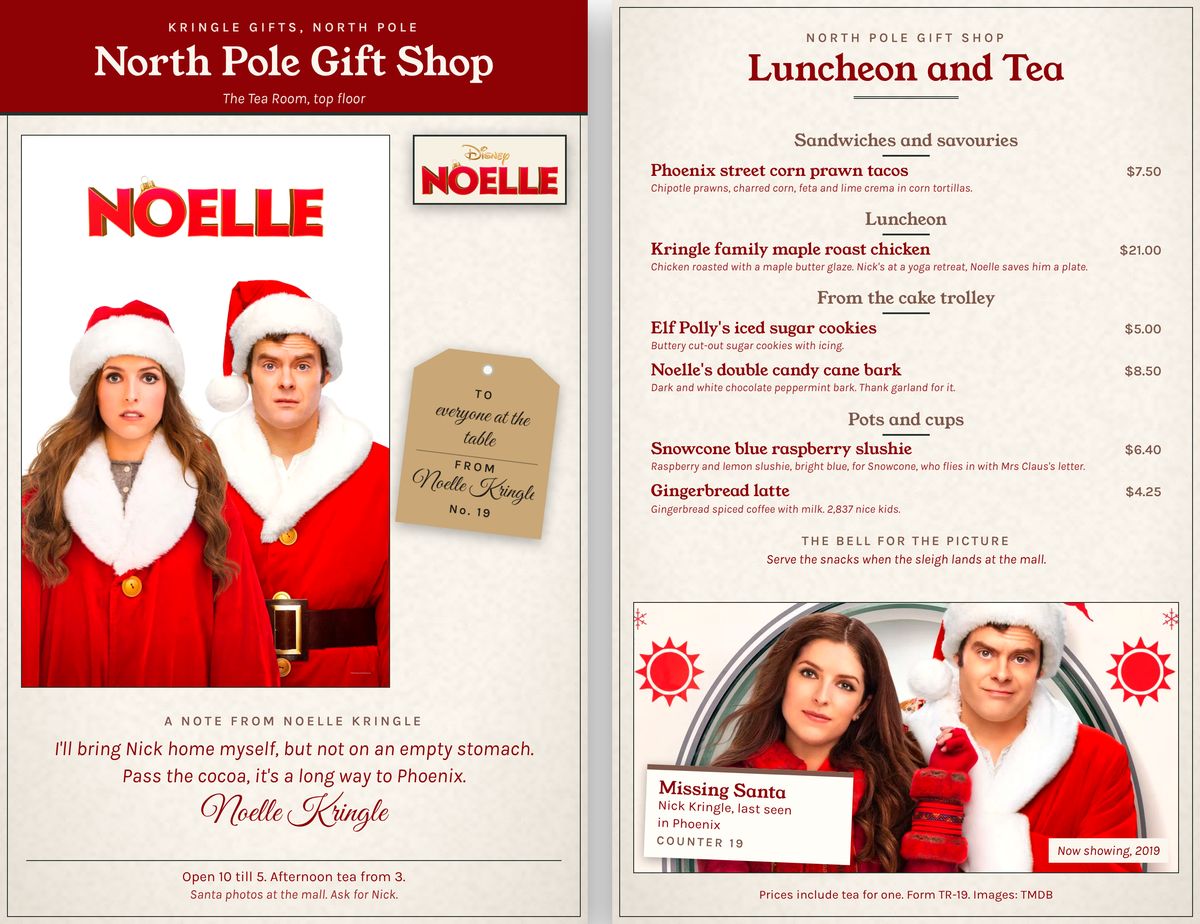 KRINGLE GIFTS, NORTH POLE
North Pole Gift Shop
The Tea Room, top floor
NOELLE
Disney
NOELLE
TO
everyone at the
table
FROM
Noelle Kringle
No. 19
A NOTE FROM NOELLE KRINGLE
I'll bring Nick home myself, but not on an empty stomach.
Pass the cocoa, it's a long way to Phoenix.
Noelle Kringle
Open 10 till 5. Afternoon tea from 3.
Santa photos at the mall. Ask for Nick.
NORTH POLE GIFT SHOP
Luncheon and Tea
Sandwiches and savouries
Phoenix street corn prawn tacos $7.50
Chipotle prawns, charred corn, feta and lime crema in corn tortillas.
Luncheon
Kringle family maple roast chicken $21.00
Chicken roasted with a maple butter glaze. Nick's at a yoga retreat, Noelle saves him a plate.
From the cake trolley
Elf Polly's iced sugar cookies $5.00
Buttery cut-out sugar cookies with icing.
Noelle's double candy cane bark $8.50
Dark and white chocolate peppermint bark. Thank garland for it.
Pots and cups
Snowcone blue raspberry slushie $6.40
Raspberry and lemon slushie, bright blue, for Snowcone, who flies in with Mrs Claus's letter.
Gingerbread latte $4.25
Gingerbread spiced coffee with milk. 2,837 nice kids.
THE BELL FOR THE PICTURE
Serve the snacks when the sleigh lands at the mall.
Missing Santa
Nick Kringle, last seen
in Phoenix
COUNTER 19
Now showing, 2019
Prices include tea for one. Form TR-19. Images: TMDB